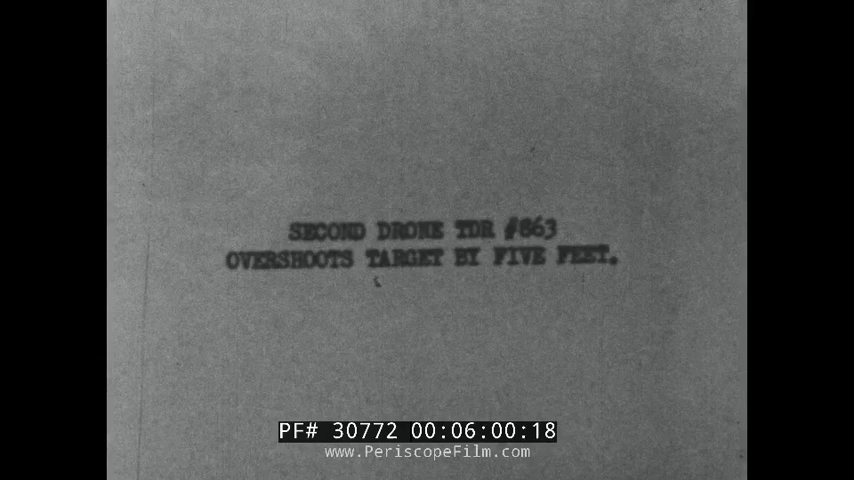 SECOND DRONE TDR #863
OVERSHOOTS TARGET BY FIVE FEET.
PF# 30772 00:06:00:18
www.PeriscopeFilm.com